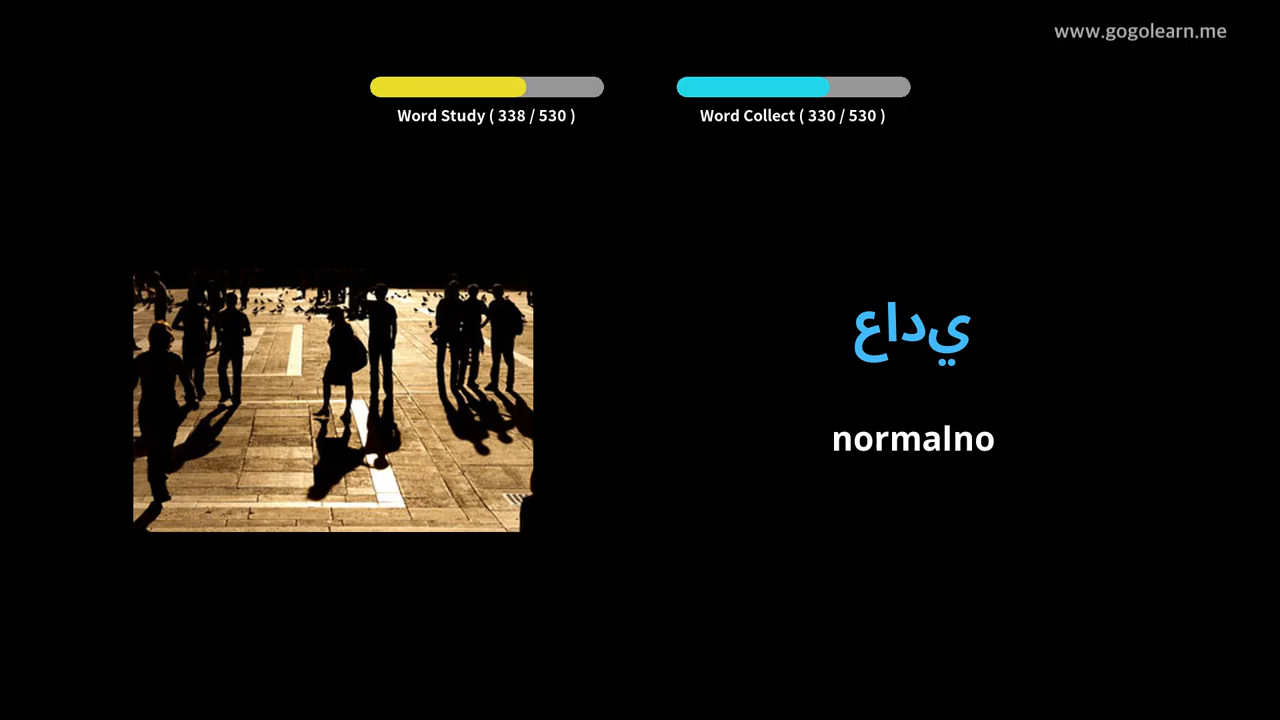 www.gogolearn.me
Word Study ( 338 / 530 )
Word Collect ( 330 / 530 )
عادي
normalno